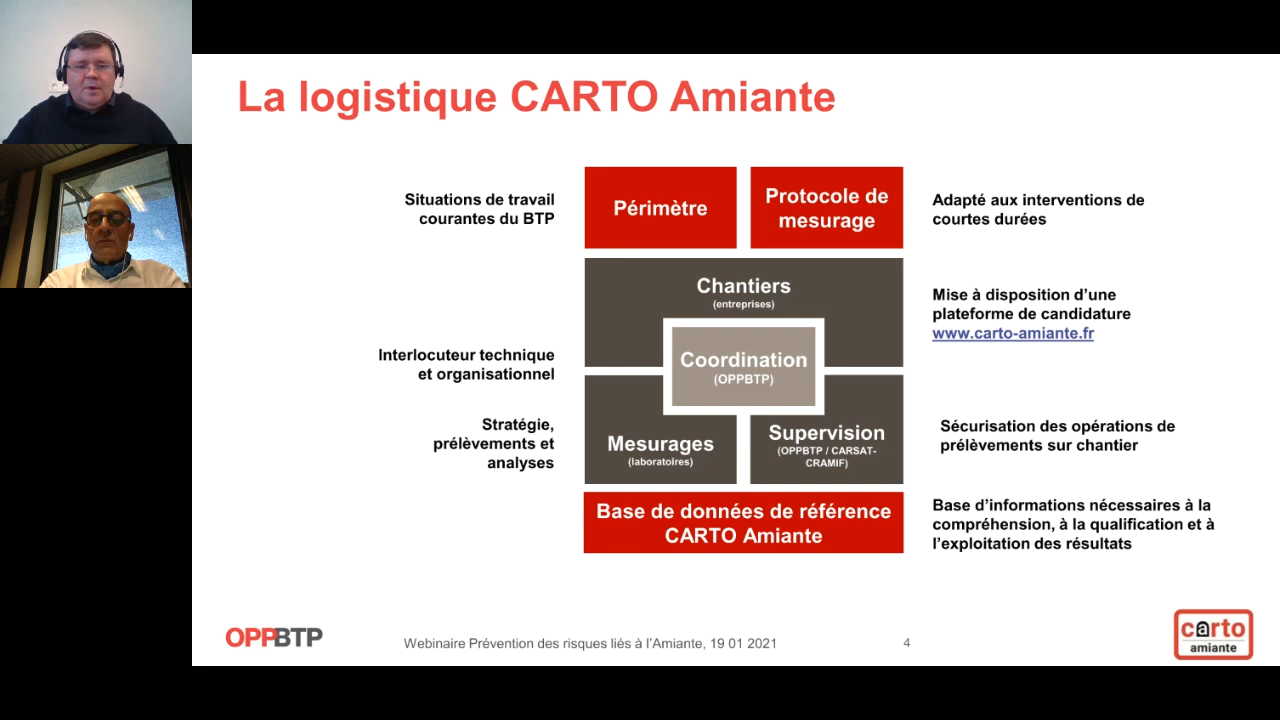 La logistique CARTO Amiante
Situations de travail
courantes du BTP
Périmètre
Protocole de
mesurage
Adapté aux interventions de
courtes durées
Chantiers
(entreprises)
Mise à disposition d’une
plateforme de candidature
www.carto-amiante.fr
Interlocuteur technique
et organisationnel
Coordination
(OPPBTP)
Stratégie,
prélèvements et
analyses
Mesurages
(laboratoires)
Supervision
(OPPBTP / CARSAT-
CRAMIF)
Sécurisation des opérations de
prélèvements sur chantier
Base de données de référence
CARTO Amiante
Base d’informations nécessaires à la
compréhension, à la qualification et à
l’exploitation des résultats
OPPBTP
Webinaire Prévention des risques liés à l’Amiante, 19 01 2021
4
carto
amiante